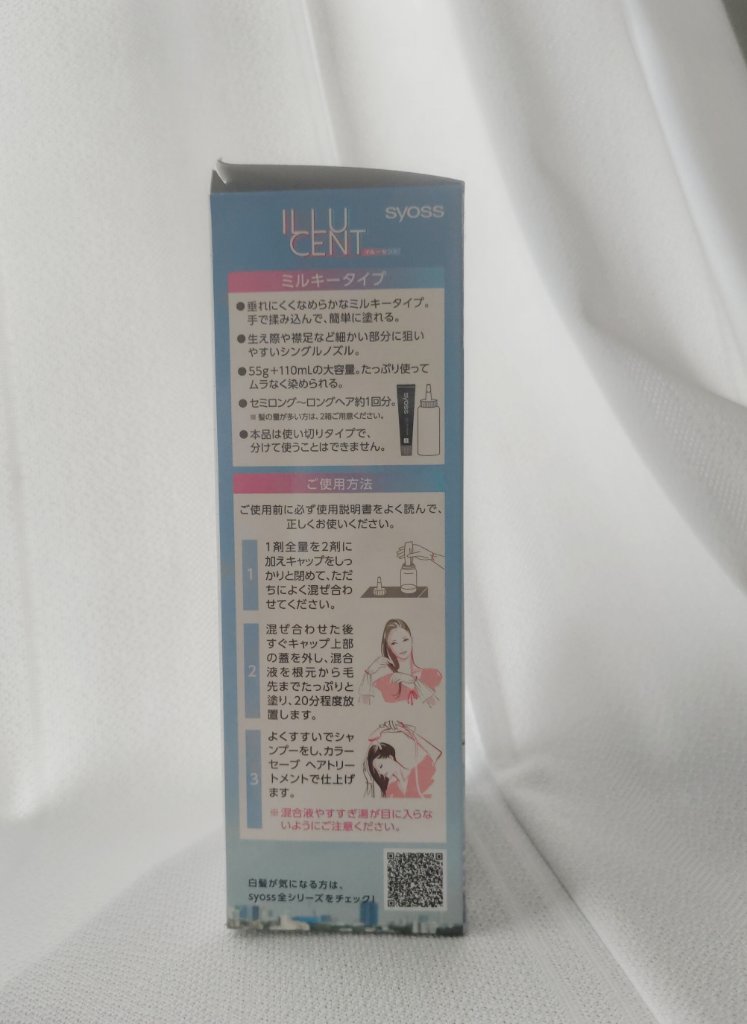 ILLU
CENT
イルーセント
syoss
ミルキータイプ
●垂れにくくなめらかなミルキータイプ。
手で揉み込んで、簡単に塗れる。
●生え際や襟足など細かい部分に狙い
やすいシングルノズル。
●55g+110mLの大容量。たっぷり使って
ムラなく染められる。
●セミロング〜ロングヘア約1回分。
※髪の量が多い方は、2箱ご用意ください。
●本品は使い切りタイプで、
分けて使うことはできません。
syoss
ご使用方法
ご使用前に必ず使用説明書をよく読んで、
正しくお使いください。
1
1剤全量を2剤に
加えキャップをしっ
かりと閉めて、ただ
ちによく混ぜ合わ
せてください。
2
混ぜ合わせた後
すぐキャップ上部
の蓋を外し、混合
液を根元から毛
先までたっぷりと
塗り、20分程度放
置します。
3
よくすすいでシャ
ンプーをし、カラー
セーブ ヘアトリー
トメントで仕上げ
ます。
※混合液やすすぎ湯が目に入らな
いようにご注意ください。
白髪が気になる方は、
syoss全シリーズをチェック!